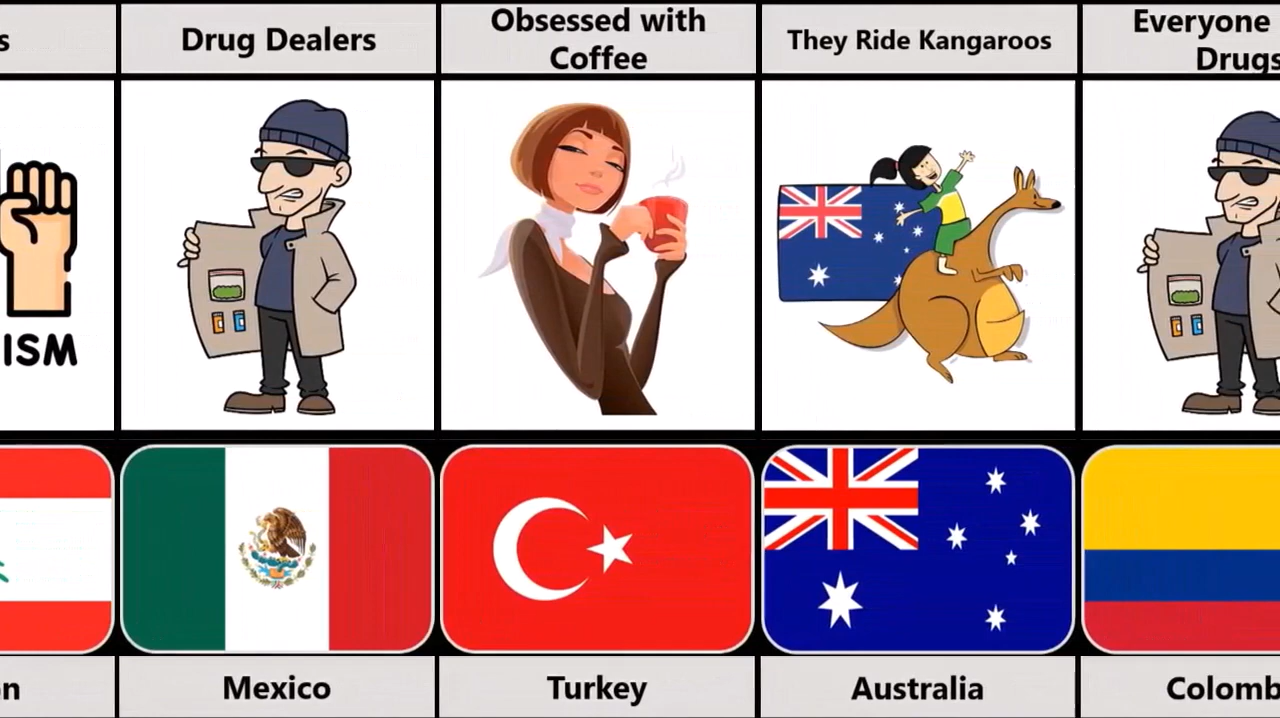 s
Drug Dealers
Obsessed with
Coffee
They Ride Kangaroos
Everyone
Drugs
ISM
n
Mexico
Turkey
Australia
Colomb